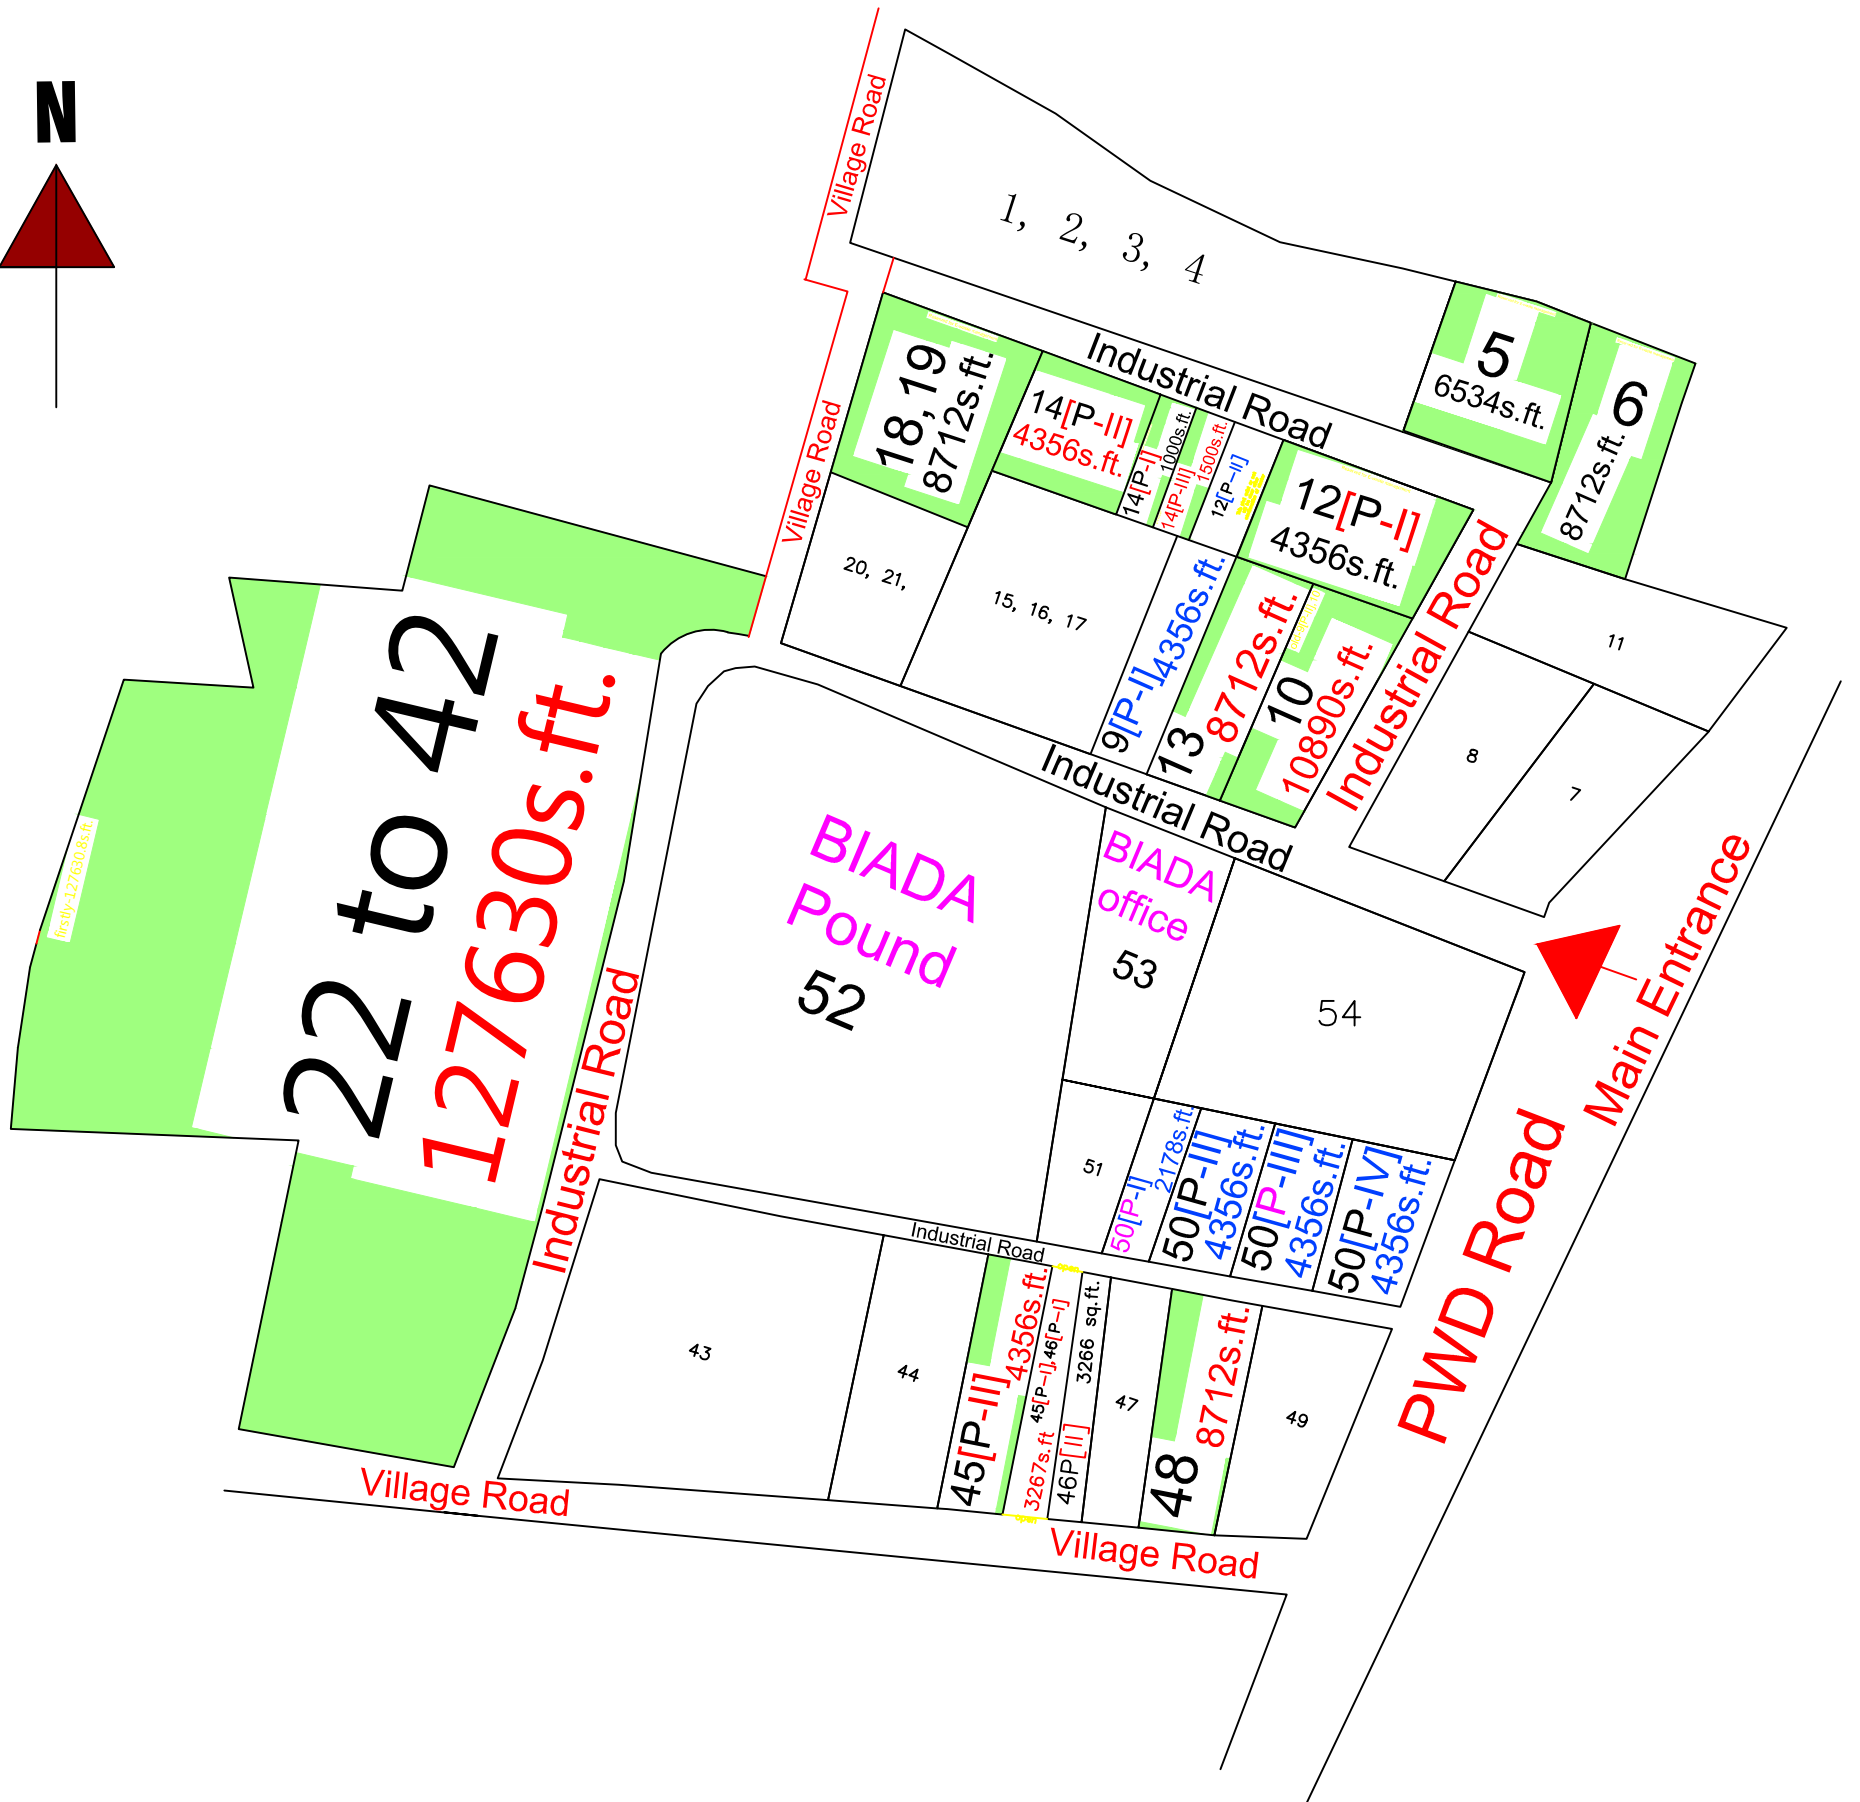 N
Village Road
1, 2, 3, 4
5
6534s.ft.
6
8712s.ft.
Industrial Road
18,19
8712s.ft.
14[P-II]
4356s.ft.
14[P-I]
1000s.ft.
14[P-III]
1500s.ft.
12[P-II]
12[P-I]
4356s.ft.
Village Road
20, 21,
15, 16, 17
9[P-I]4356s.ft.
13
8712s.ft.
10
10890s.ft.
Industrial Road
11
8
7
22 to 42
127630s.ft.
firstly-127630.8s.ft.
Industrial Road
Industrial Road
BIADA
Pound
52
BIADA
office
53
54
Main Entrance
PWD Road
51
50[P-I]
2178s.ft.
50[P-II]
4356s.ft.
50[P-III]
4356s.ft.
50[P-IV]
4356s.ft.
Industrial Road
43
44
45[P-II]
4356s.ft.
3267s.ft 45[P-I],46[P-I]
46P[II] 3266 sq.ft.
47
48
8712s.ft.
49
Village Road
Village Road